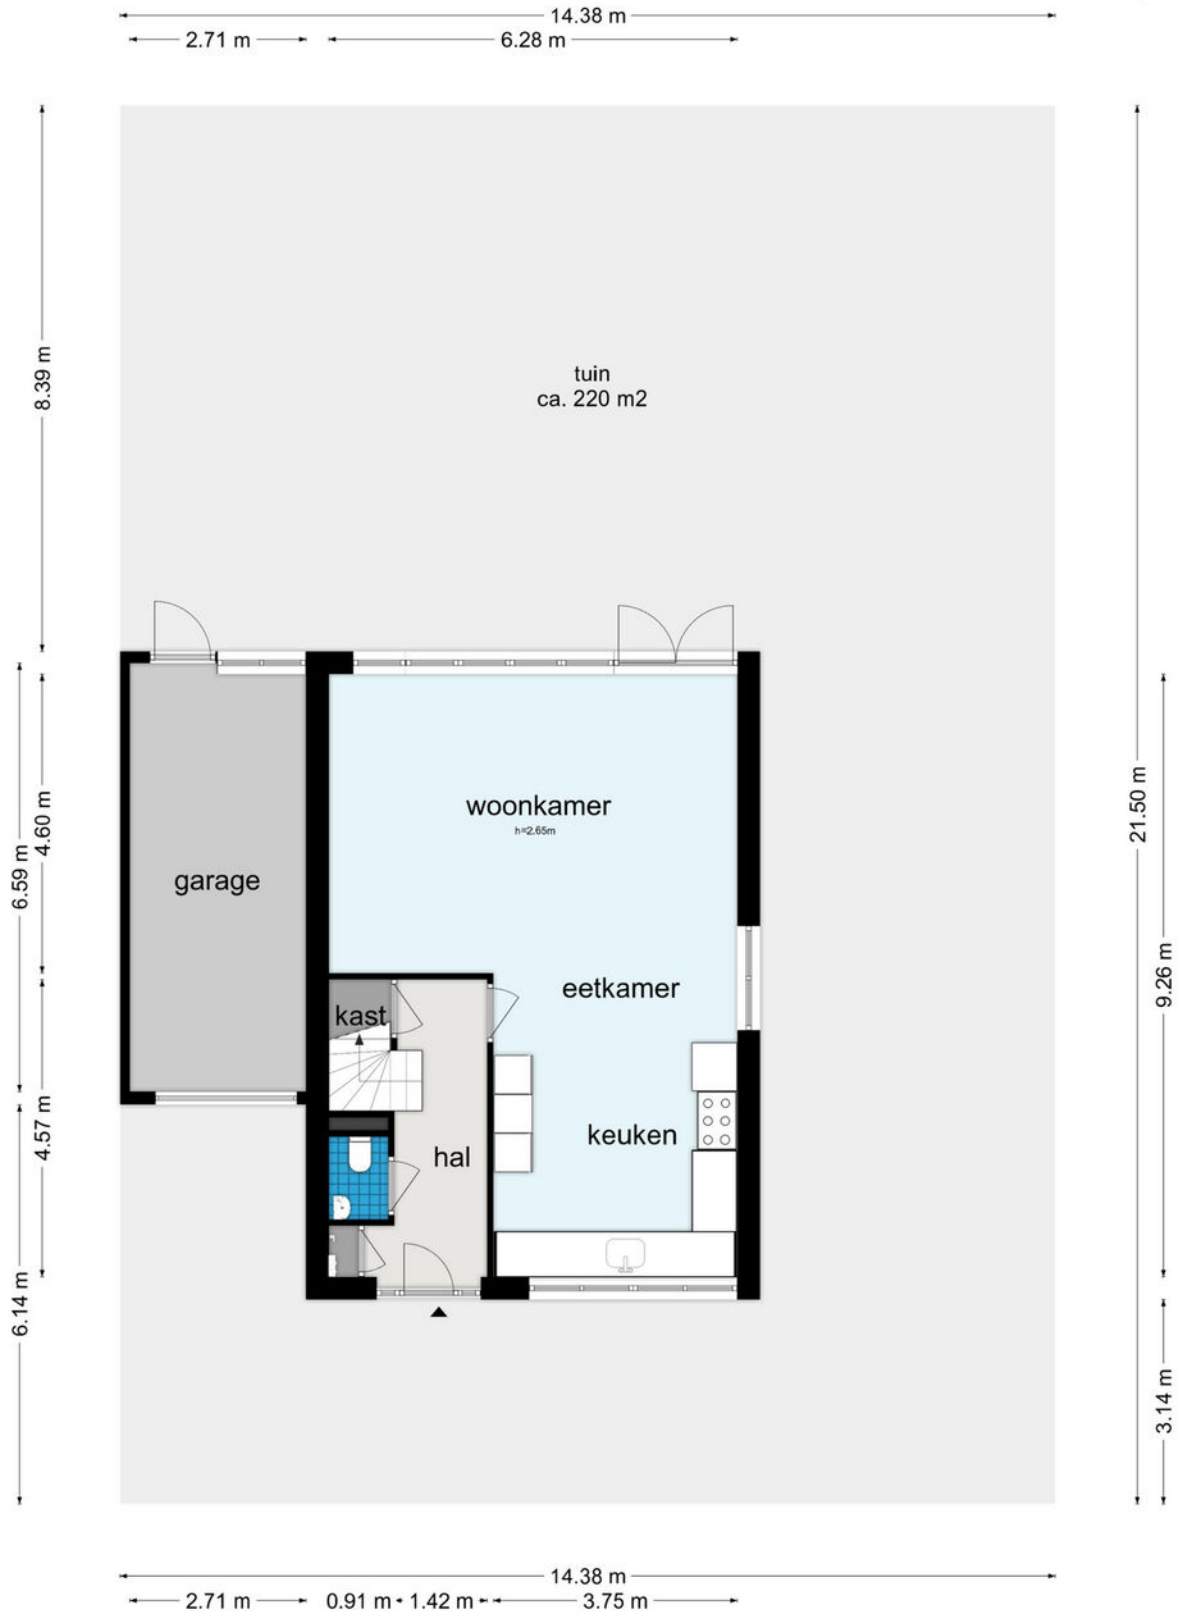 14.38 m
2.71 m
6.28 m
8.39 m
tuin
ca. 220 m2
4.60 m
6.59 m
21.50 m
woonkamer
h=2.65m
garage
9.26 m
eetkamer
kast
4.57 m
keuken
hal
6.14 m
3.14 m
14.38 m
2.71 m
0.91 m
1.42 m
3.75 m